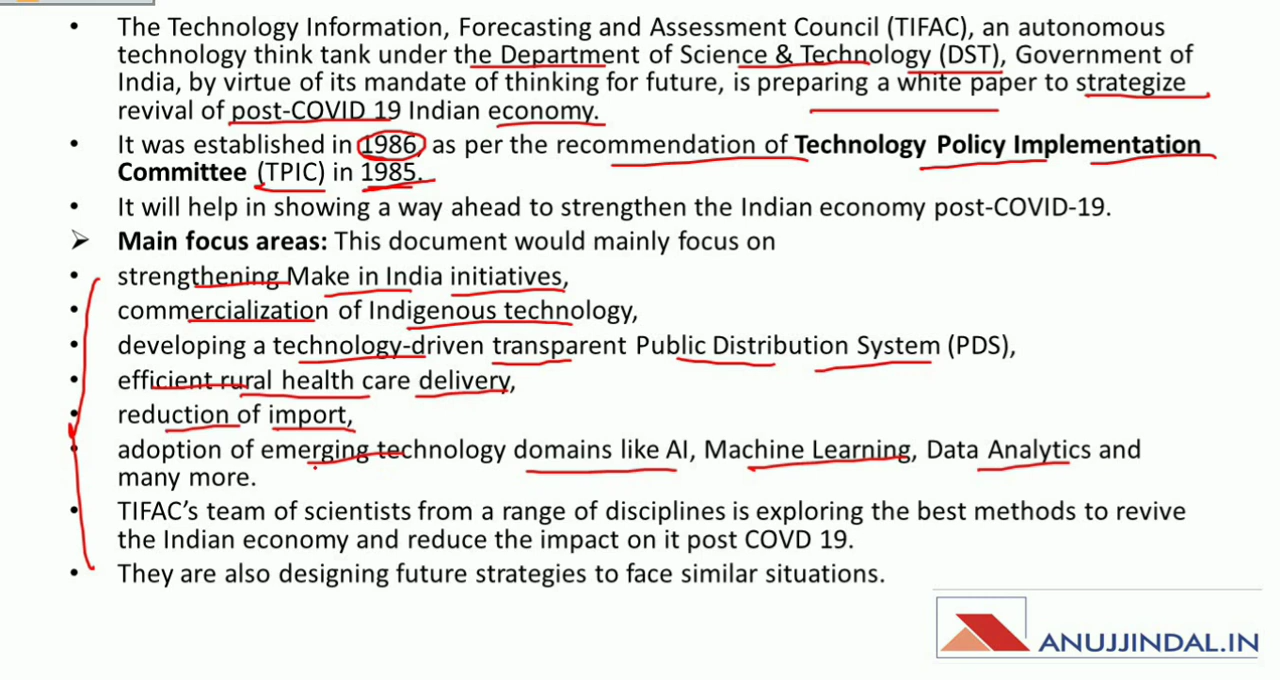 • The Technology Information, Forecasting and Assessment Council (TIFAC), an autonomous
technology think tank under the Department of Science & Technology (DST), Government of
India, by virtue of its mandate of thinking for future, is preparing a white paper to strategize
revival of post-COVID 19 Indian economy.
• It was established in 1986, as per the recommendation of Technology Policy Implementation
Committee (TPIC) in 1985.
• It will help in showing a way ahead to strengthen the Indian economy post-COVID-19.
➢ Main focus areas: This document would mainly focus on
• strengthening Make in India initiatives,
• commercialization of Indigenous technology,
• developing a technology-driven transparent Public Distribution System (PDS),
• efficient rural health care delivery,
• reduction of import,
• adoption of emerging technology domains like AI, Machine Learning, Data Analytics and
many more.
• TIFAC’s team of scientists from a range of disciplines is exploring the best methods to revive
the Indian economy and reduce the impact on it post COVD 19.
• They are also designing future strategies to face similar situations.
ANUJJINDAL.IN